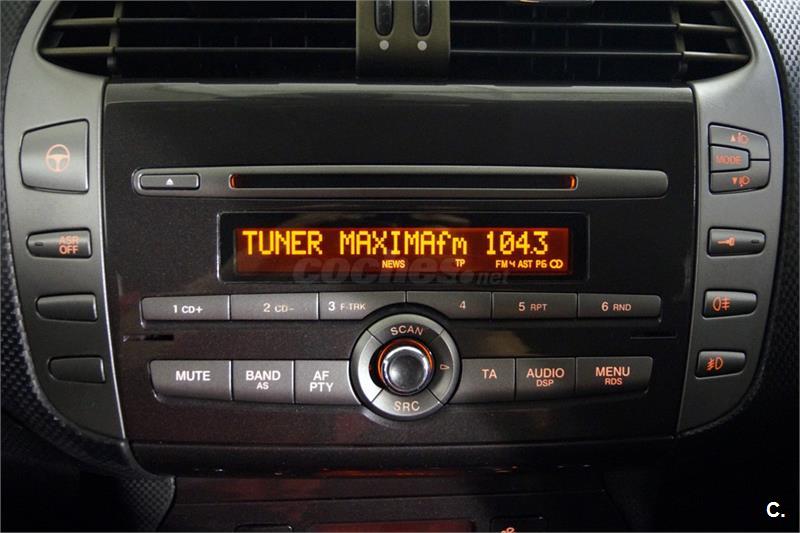 TUNER MAXIMAfm 104.3
NEWS TP FM4 AST P6
coches.net
ASR OFF
MODE
1 CD+ 2 CD- 3 F-TRK 4 5 RPT 6 RND
SCAN
MUTE BAND AS AF PTY TA AUDIO DSP MENU RDS
SRC
C.